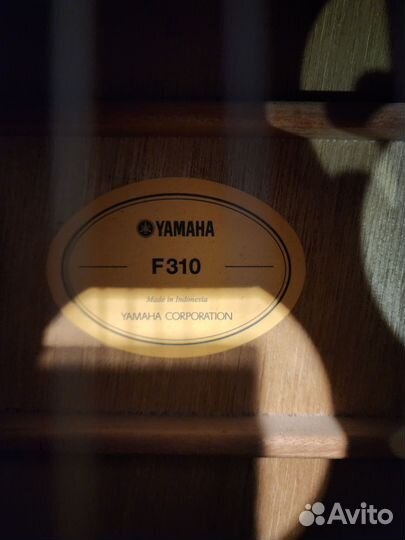 YAMAHA
F310
Made in Indonesia
YAMAHA CORPORATION
Avito